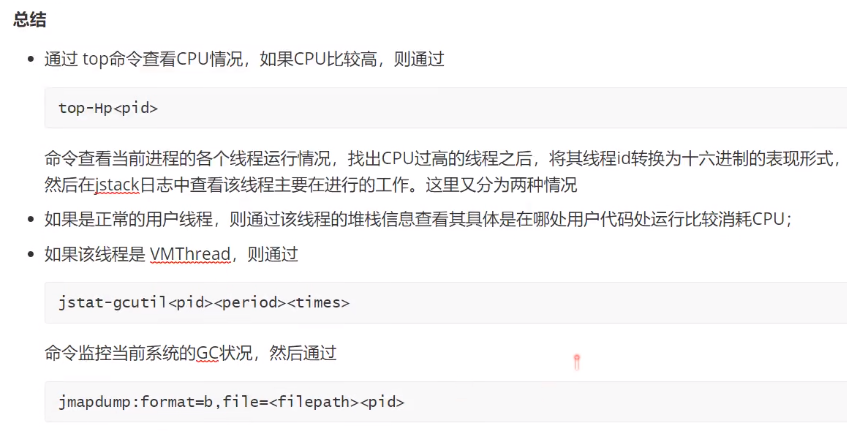 总结
通过 top命令查看CPU情况，如果CPU比较高，则通过
top-Hp<pid>
命令查看当前进程的各个线程运行情况，找出CPU过高的线程之后，将其线程id转换为十六进制的表现形式，
然后在jstack日志中查看该线程主要在进行的工作。这里又分为两种情况
如果是正常的用户线程，则通过该线程的堆栈信息查看其具体是在哪处用户代码处运行比较消耗CPU；
如果该线程是 VMThread，则通过
jstat-gcutil<pid><period><times>
命令监控当前系统的GC状况，然后通过
jmapdump:format=b,file=<filepath><pid>